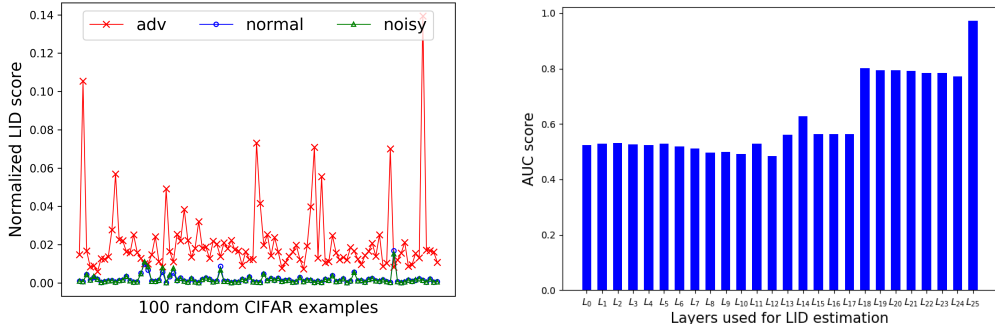 adv normal noisy
0.14
0.12
0.10
0.08
0.06
0.04
0.02
0.00
Normalized LID score
100 random CIFAR examples
1.0
0.8
0.6
0.4
0.2
0.0
AUC score
L0 L1 L2 L3 L4 L5 L6 L7 L8 L9 L10 L11 L12 L13 L14 L15 L16 L17 L18 L19 L20 L21 L22 L23 L24 L25
Layers used for LID estimation